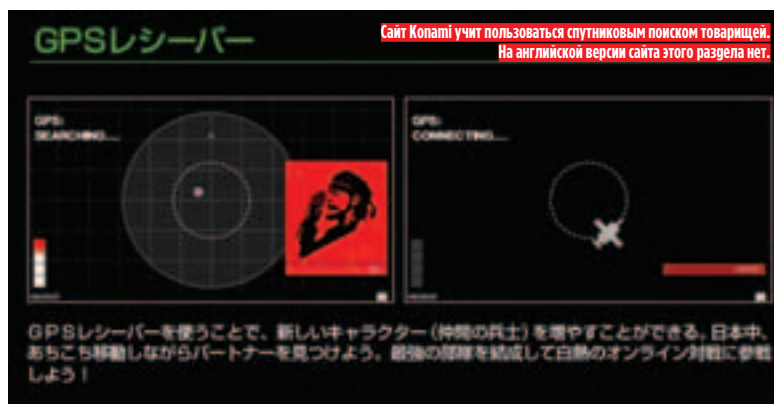 GPSレシーバー
Сайт Konami учит пользоваться спутниковым поиском товарищей.
На английской версии сайта этого раздела нет.
GPS:
SEARCHING...
GPS:
CONNECTING...
GPSレシーバーを使うことで、新しいキャラクター(仲間の兵士)を増やすことができる。日本中、
あちこち移動しながらパートナーを見つけよう。最強の部隊を結成して白熱のオンライン対戦に参戦
しよう!